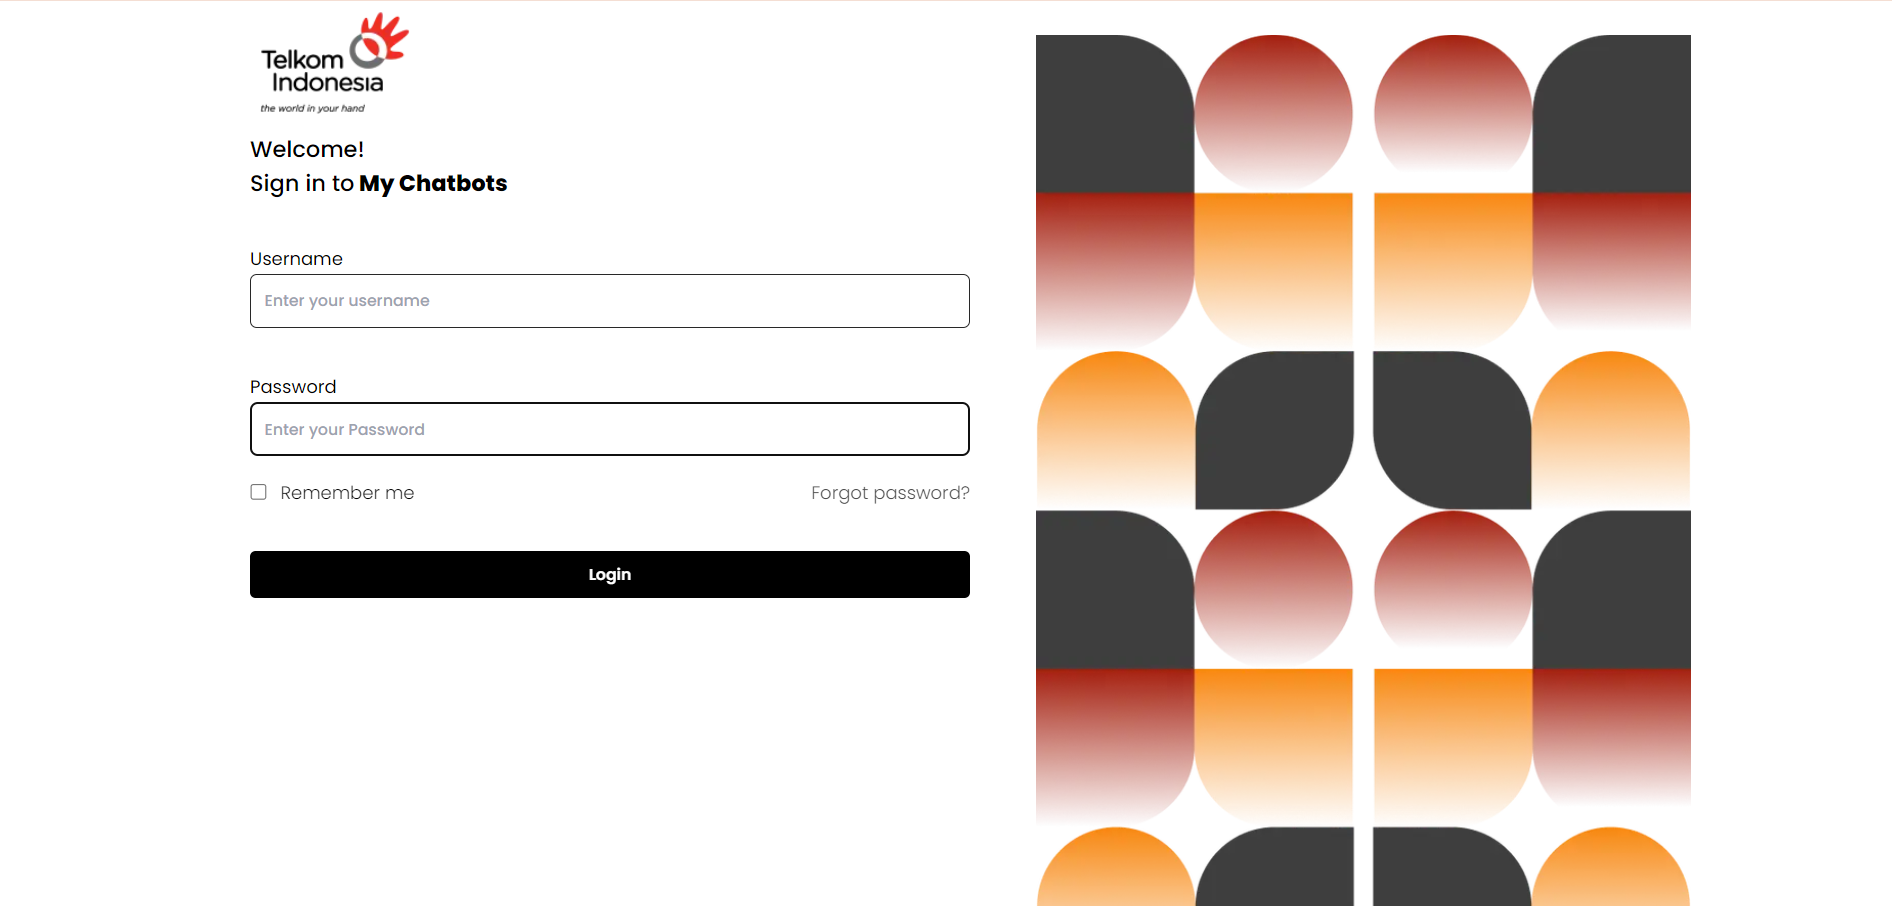 Telkom
Indonesia
the world in your hand
Welcome!
Sign in to My Chatbots
Username
Enter your username
Password
Enter your Password
Remember me
Forgot password?
Login